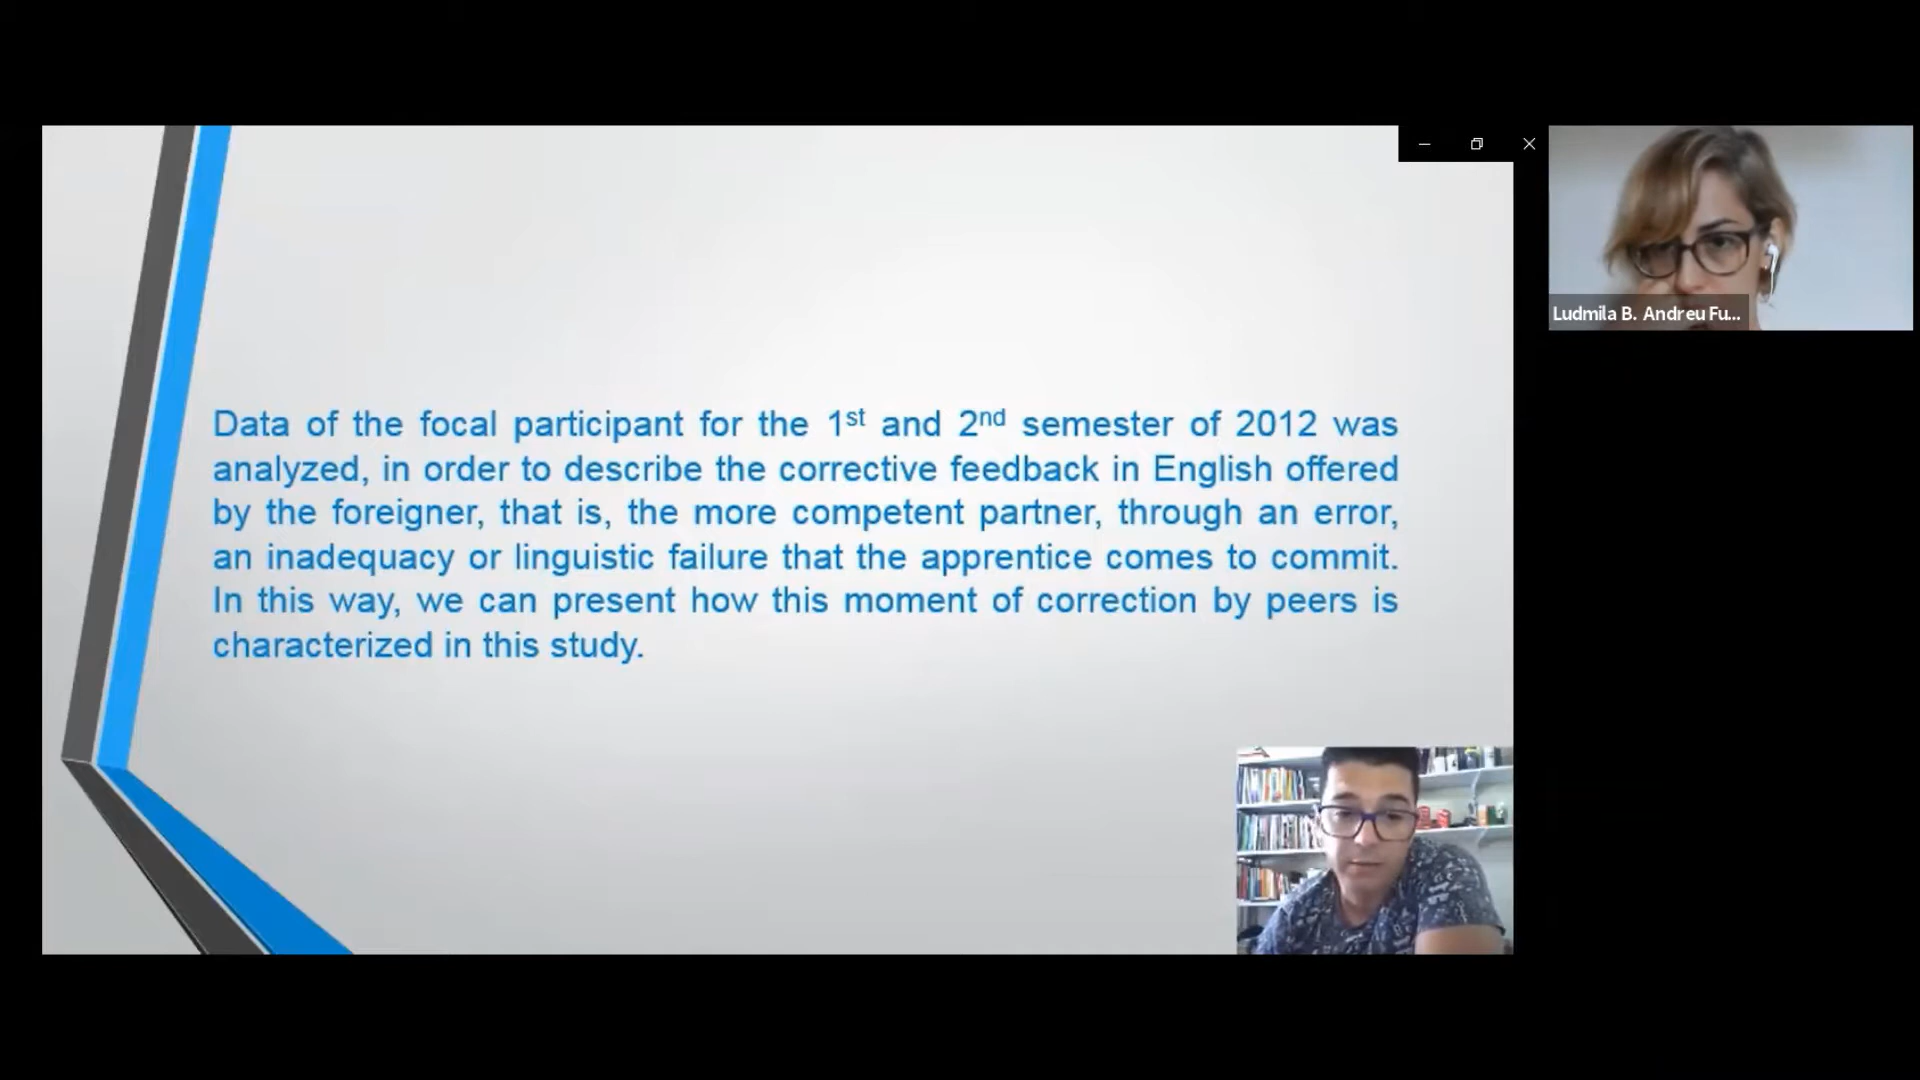 Data of the focal participant for the 1st and 2nd semester of 2012 was
analyzed, in order to describe the corrective feedback in English offered
by the foreigner, that is, the more competent partner, through an error,
an inadequacy or linguistic failure that the apprentice comes to commit.
In this way, we can present how this moment of correction by peers is
characterized in this study.
Ludmila B. Andreu Fu...